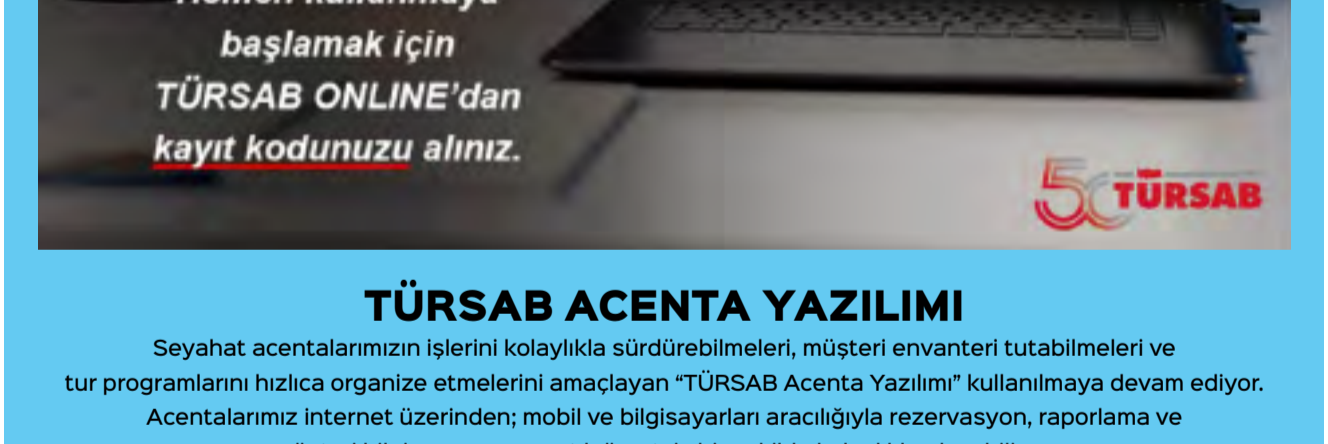 başlamak için
TÜRSAB ONLINE’dan
kayıt kodunuzu alınız.
50 TÜRSAB
TÜRSAB ACENTA YAZILIMI
Seyahat acentalarımızın işlerini kolaylıkla sürdürebilmeleri, müşteri envanteri tutabilmeleri ve
tur programlarını hızlıca organize etmelerini amaçlayan “TÜRSAB Acenta Yazılımı” kullanılmaya devam ediyor.
Acentalarımız internet üzerinden; mobil ve bilgisayarları aracılığıyla rezervasyon, raporlama ve